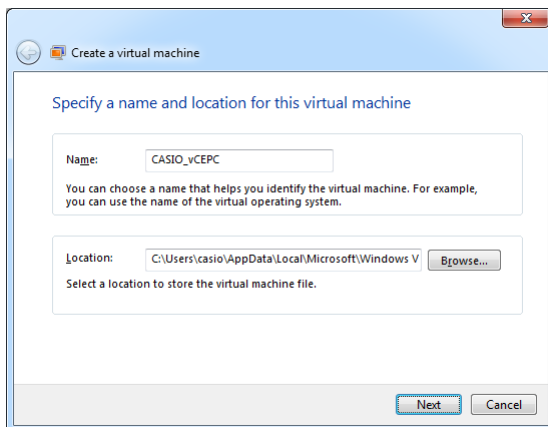 Create a virtual machine
Specify a name and location for this virtual machine
Name:
CASIO_vCEPC
You can choose a name that helps you identify the virtual machine. For example,
you can use the name of the virtual operating system.
Location:
C:\Users\casio\AppData\Local\Microsoft\Windows V
Browse...
Select a location to store the virtual machine file.
Next
Cancel